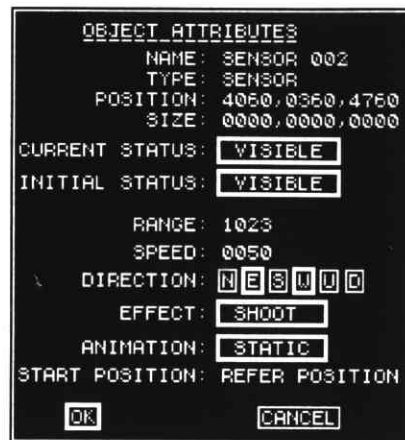 OBJECT ATTRIBUTES
NAME: SENSOR 002
TYPE: SENSOR
POSITION: 4060,0360,4760
SIZE: 0000,0000,0000
CURRENT STATUS: VISIBLE
INITIAL STATUS: VISIBLE
RANGE: 1023
SPEED: 0050
DIRECTION: N E S W U D
EFFECT: SHOOT
ANIMATION: STATIC
START POSITION: REFER POSITION
OK CANCEL